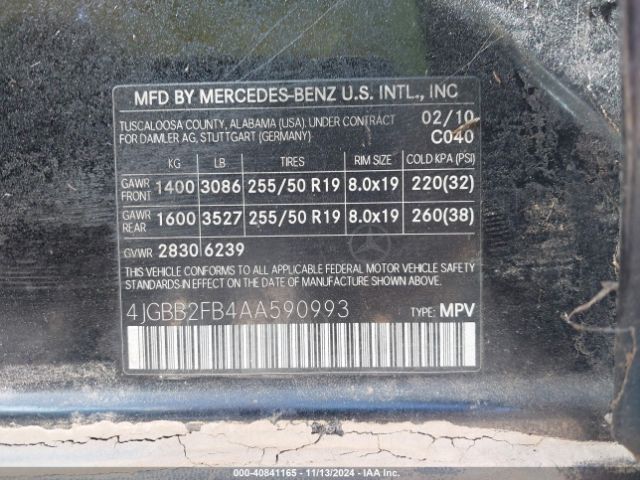 MFD BY MERCEDES-BENZ U.S. INTL., INC
TUSCALOOSA COUNTY, ALABAMA (USA). UNDER CONTRACT 02/10
FOR DAIMLER AG, STUTTGART (GERMANY) C040
KG LB TIRES RIM SIZE COLD KPA (PSI)
GAWR FRONT 1400 3086 255/50 R19 8.0x19 220(32)
GAWR REAR 1600 3527 255/50 R19 8.0x19 260(38)
GVWR 2830 6239
THIS VEHICLE CONFORMS TO ALL APPLICABLE FEDERAL MOTOR VEHICLE SAFETY
STANDARDS IN EFFECT ON THE DATE OF MANUFACTURE SHOWN ABOVE.
4JGBB2FB4AA590993
TYPE: MPV
000-40841165 - 11/13/2024 - IAA Inc.